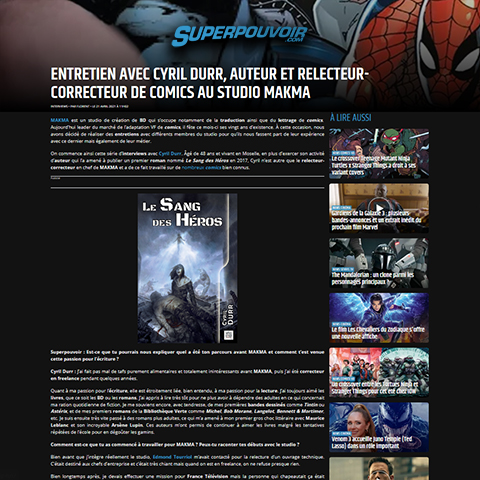 SUPERPOUVOIR
.COM
ENTRETIEN AVEC CYRIL DURR, AUTEUR ET RELECTEUR-
CORRECTEUR DE COMICS AU STUDIO MAKMA
À LIRE AUSSI
MAKMA est un studio de création de BD qui s'occupe notamment de la traduction ainsi que du lettrage de comics.
Aujourd'hui leader du marché de l'adaptation VF de comics, il fête ce mois-ci ses vingt ans d'existence. À cette occasion, nous
avons décidé de réaliser des entretiens avec différents membres du studio pour qu'ils nous fassent part de leur expérience
avec ce dernier mais également de leur métier.
On commence ainsi cette série d'interviews avec Cyril Durr. Âgé de 48 ans et vivant en Moselle, en plus d'exercer son activité
d'auteur qui l'a amené à publier un premier roman nommé Le Sang des Héros en 2017, Cyril n'est autre que le relecteur-
correcteur en chef de MAKMA et a de ce fait travaillé sur de nombreux comics bien connus.
LE SANG
DES HÉROS
CYRIL
DURR
Le crossover Teenage Mutant Ninja
Turtles x Stranger Things a droit à ses
variant covers
Gardiens de la Galaxie 3 : plusieurs
bandes-annonces et un extrait inédit du
prochain film Marvel
The Mandalorian : un clone parmi les
personnages principaux !
Le film Les Chevaliers du Zodiaque s'offre
une nouvelle affiche
Un crossover entre les Tortues Ninja et
Stranger Things pour cet été chez IDW
Venom 3 accueille Juno Temple (Ted
Lasso) dans un rôle important
Superpouvoir : Est-ce que tu pourrais nous expliquer quel a été ton parcours avant MAKMA et comment t'est venue
cette passion pour l'écriture ?
Cyril Durr : J'ai fait pas mal de tafs purement alimentaires et totalement inintéressants avant MAKMA, puis j'ai été correcteur
en freelance pendant quelques années.
Quant à ma passion pour l'écriture, elle est étroitement liée, bien entendu, à ma passion pour la lecture. J'ai toujours aimé les
livres, que ce soit les BD ou les romans. J'ai appris à lire très tôt pour ne plus avoir à dépendre des adultes en ce qui concernait
ma ration quotidienne de fiction. Je me souviens encore, avec tendresse, de mes premières bandes dessinées comme Tintin ou
Astérix, et de mes premiers romans de la Bibliothèque Verte comme Michel, Bob Morane, Langelot, Bennett & Mortimer,
etc. Je suis ensuite très vite passé à des romans plus adultes, ce qui m'a amené à mon premier gros choc littéraire avec Maurice
Leblanc et son incroyable Arsène Lupin. Ces auteurs m'ont permis de continuer à aimer les livres malgré les tentatives
répétées de l'école pour en dégoûter les gamins.
Comment est-ce que tu as commencé à travailler pour MAKMA ? Peux-tu raconter tes débuts avec le studio ?
Bien avant que j'intègre réellement le studio, Edmond Tourriol m'avait contacté pour la relecture d'un ouvrage technique.
C'était destiné aux chefs d'entreprise et c'était très chiant mais quand on est en freelance, on ne refuse presque rien.
Bien longtemps après, je devais effectuer une mission pour France Télévision mais la personne qui chapeautait ça était